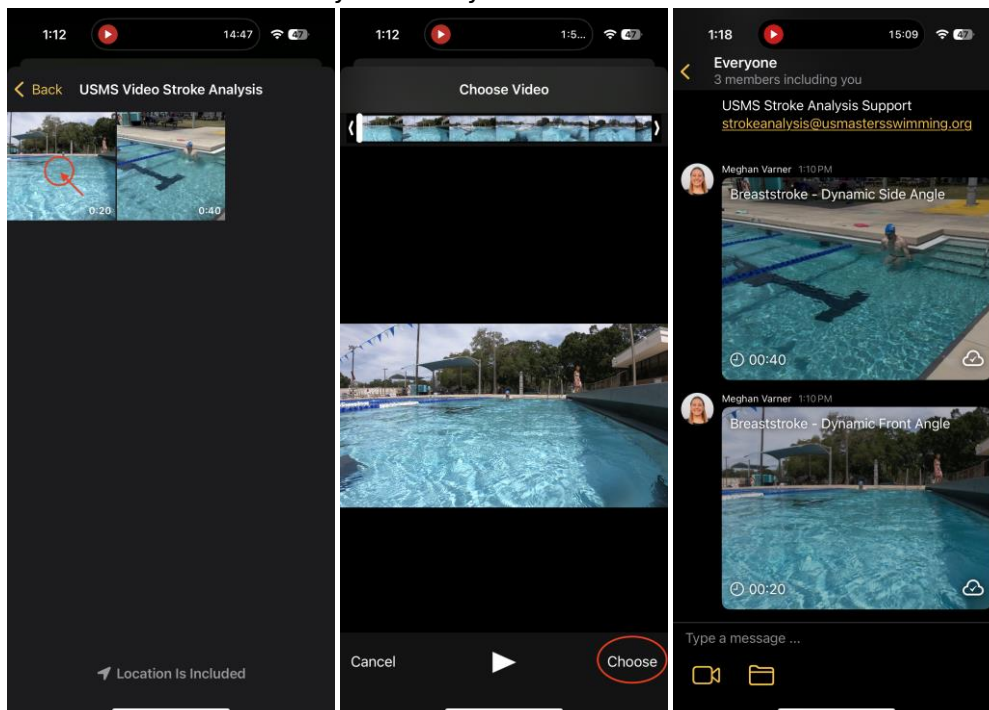 1:12
14:47
47
Back
USMS Video Stroke Analysis
0:20
0:40
Location Is Included
1:12
1:5...
47
Choose Video
Cancel
Choose
1:18
15:09
47
Everyone
3 members including you
USMS Stroke Analysis Support
strokeanalysis@usmastersswimming.org
Meghan Varner 1:10 PM
Breaststroke - Dynamic Side Angle
00:40
Meghan Varner 1:10 PM
Breaststroke - Dynamic Front Angle
00:20
Type a message ...